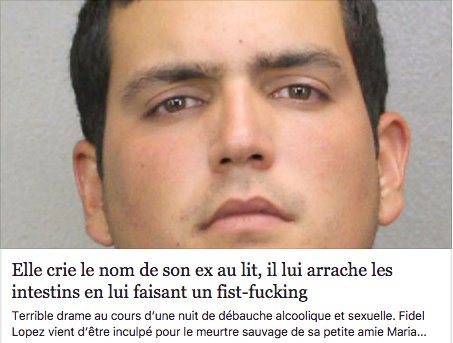 Elle crie le nom de son ex au lit, il lui arrache les
intestins en lui faisant un fist-fucking
Terrible drame au cours d’une nuit de débauche alcoolique et sexuelle. Fidel
Lopez vient d’être inculpé pour le meurtre sauvage de sa petite amie Maria...